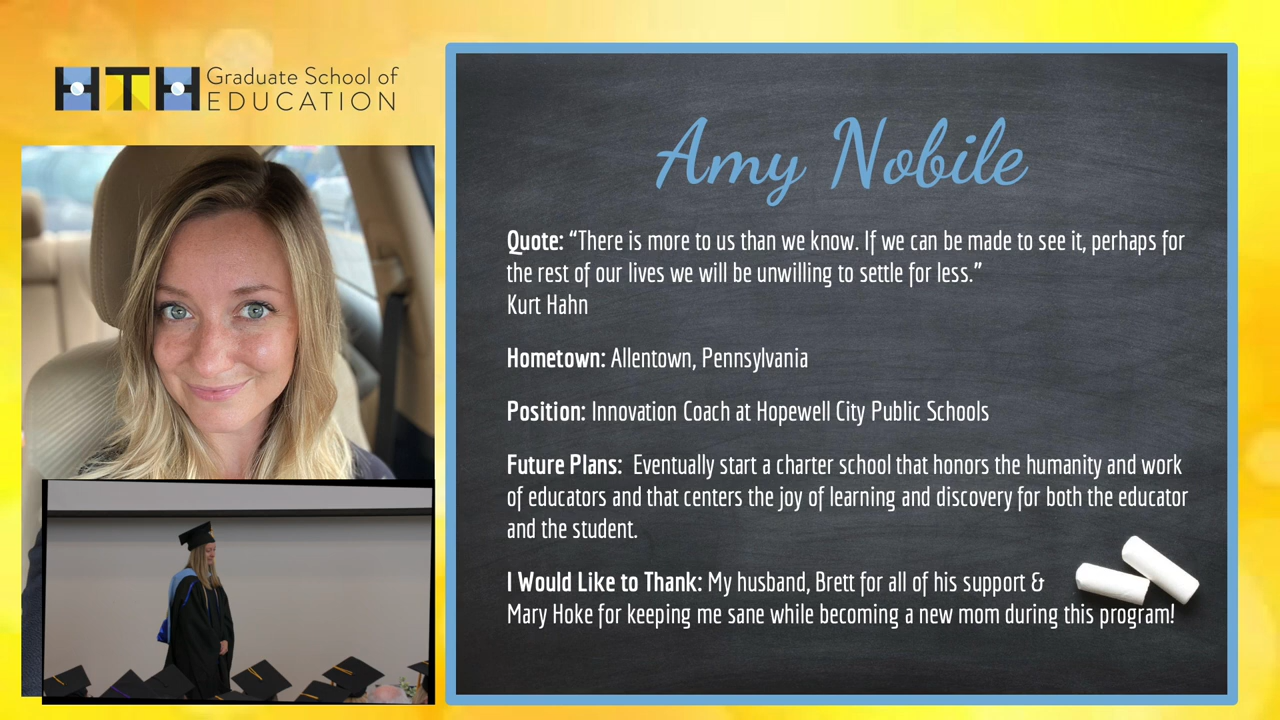 HTH Graduate School of
EDUCATION
Amy Nobile
Quote: “There is more to us than we know. If we can be made to see it, perhaps for
the rest of our lives we will be unwilling to settle for less.”
Kurt Hahn
Hometown: Allentown, Pennsylvania
Position: Innovation Coach at Hopewell City Public Schools
Future Plans: Eventually start a charter school that honors the humanity and work
of educators and that centers the joy of learning and discovery for both the educator
and the student.
I Would Like to Thank: My husband, Brett for all of his support &
Mary Hoke for keeping me sane while becoming a new mom during this program!